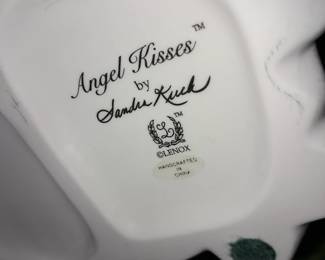 Angel Kisses™
by
Sandra Kuck
L ™
©LENOX
HANDCRAFTED
IN
CHINA